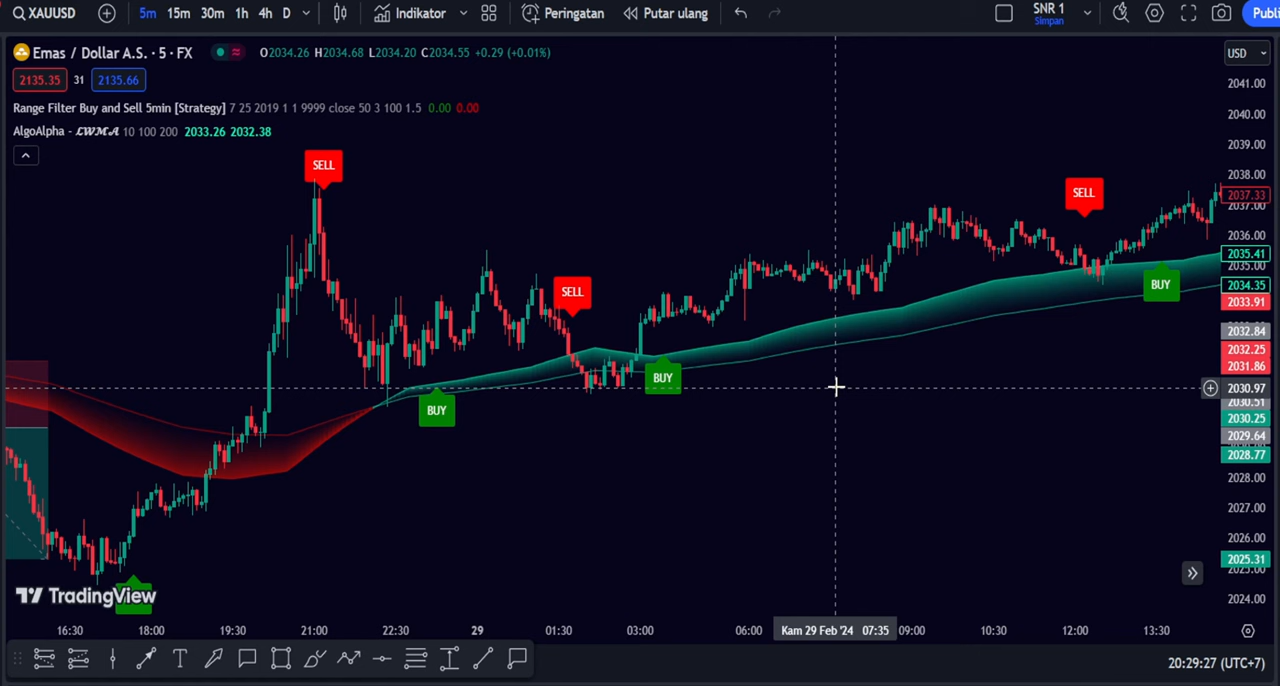 XAUUSD 5m 15m 30m 1h 4h D Indikator Peringatan Putar ulang SNR 1 Publi
Simpan
Emas / Dollar A.S. · 5 · FX O2034.26 H2034.68 L2034.20 C2034.55 +0.29 (+0.01%) USD
2135.35 31 2135.66
Range Filter Buy and Sell 5min [Strategy] 7 25 2019 1 1 9999 close 50 3 100 1.5 0.00 0.00
AlgoAlpha - 𝓛𝓦𝓜𝓐 10 100 200 2033.26 2032.38
SELL
SELL
SELL
BUY
BUY
BUY
2041.00
2040.00
2039.00
2038.00
2037.33
2037.00
2036.00
2035.41
2035.00
2034.35
2033.91
2032.84
2032.25
2031.86
2030.97
2030.51
2030.25
2029.64
2028.77
2028.00
2027.00
2026.00
2025.31
2025.00
2024.00
TradingView
16:30 18:00 19:30 21:00 22:30 29 01:30 03:00 06:00 Kam 29 Feb '24 07:35 09:00 10:30 12:00 13:30
20:29:27 (UTC+7)